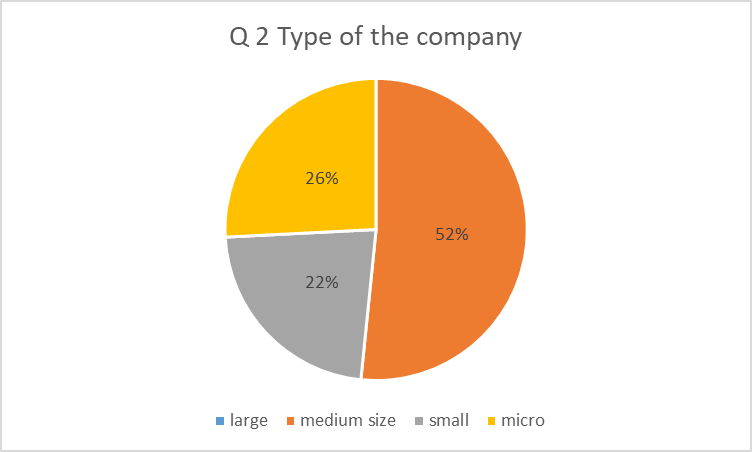 Q 2 Type of the company
26%
52%
22%
large medium size small micro